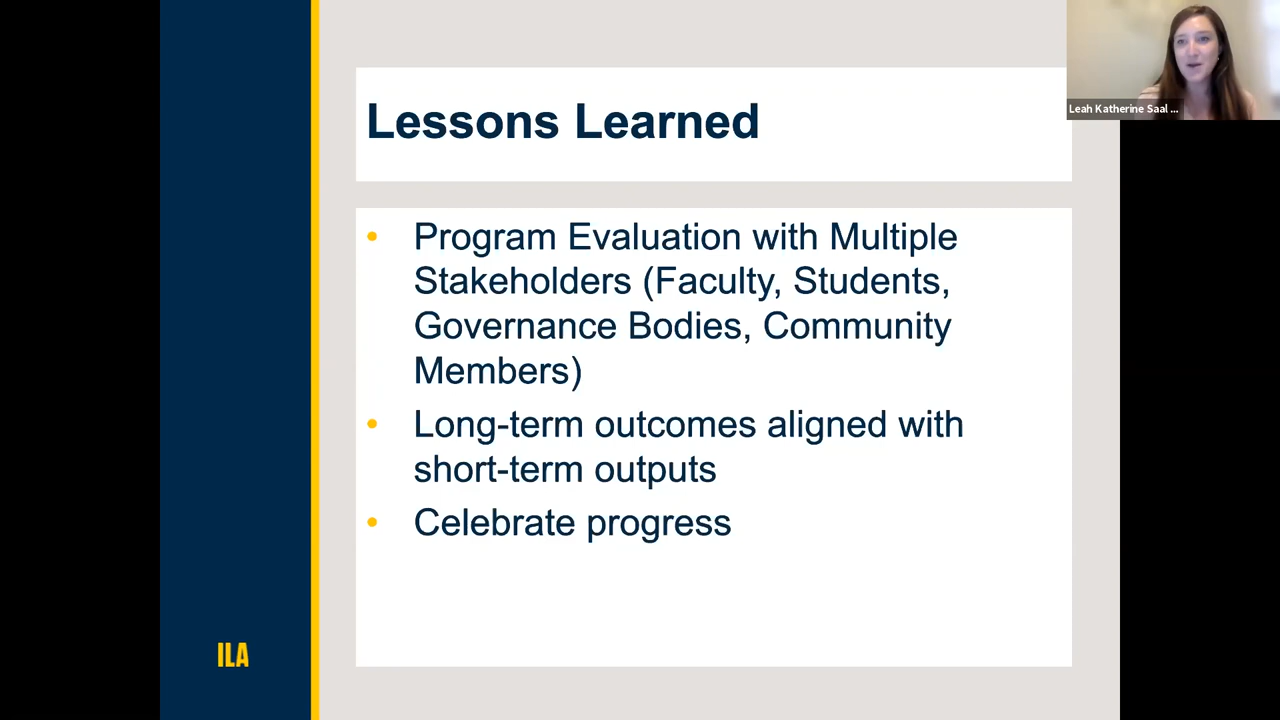 Lessons Learned
Leah Katherine Saal ...
• Program Evaluation with Multiple
Stakeholders (Faculty, Students,
Governance Bodies, Community
Members)
• Long-term outcomes aligned with
short-term outputs
• Celebrate progress
ILA